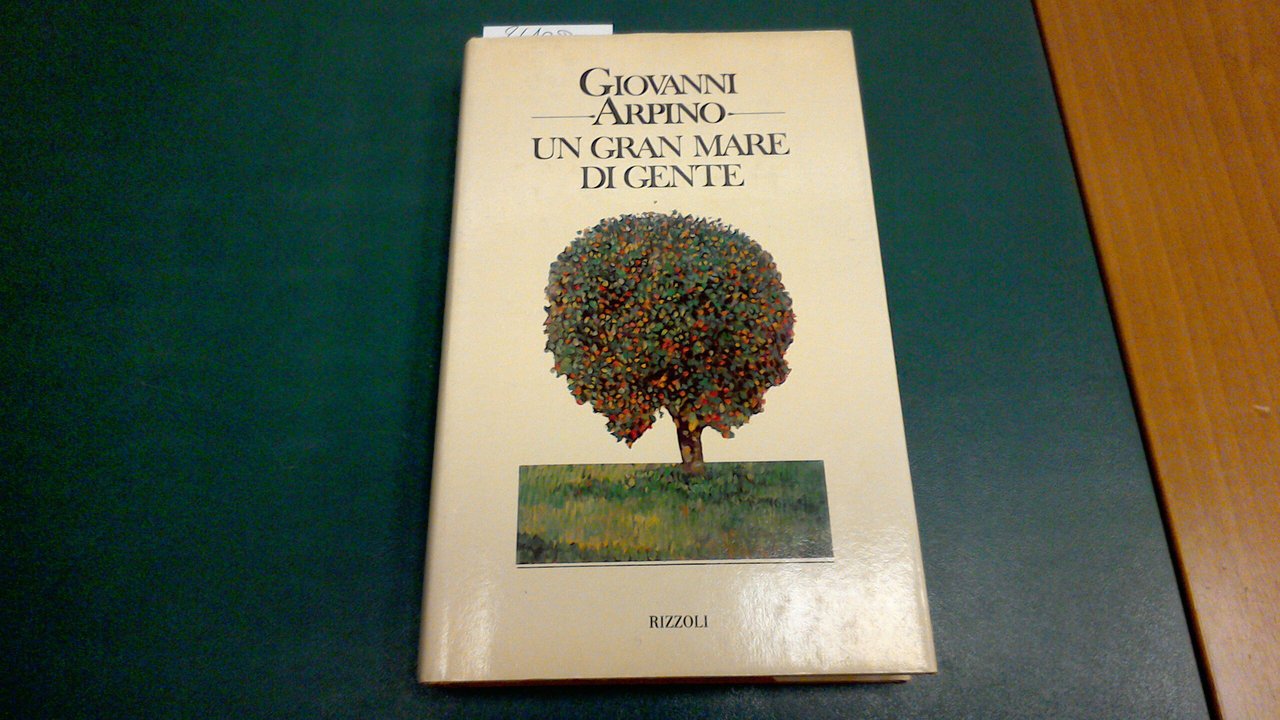 GIOVANNI
ARPINO
UN GRAN MARE
DI GENTE
RIZZOLI